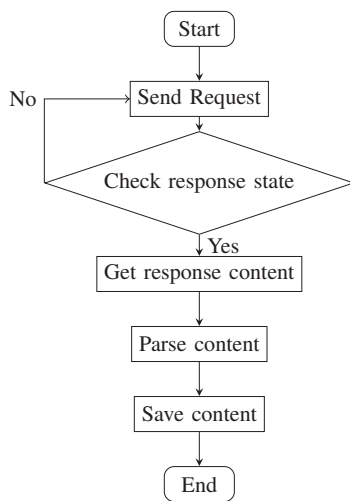 Start
No
Send Request
Check response state
Yes
Get response content
Parse content
Save content
End